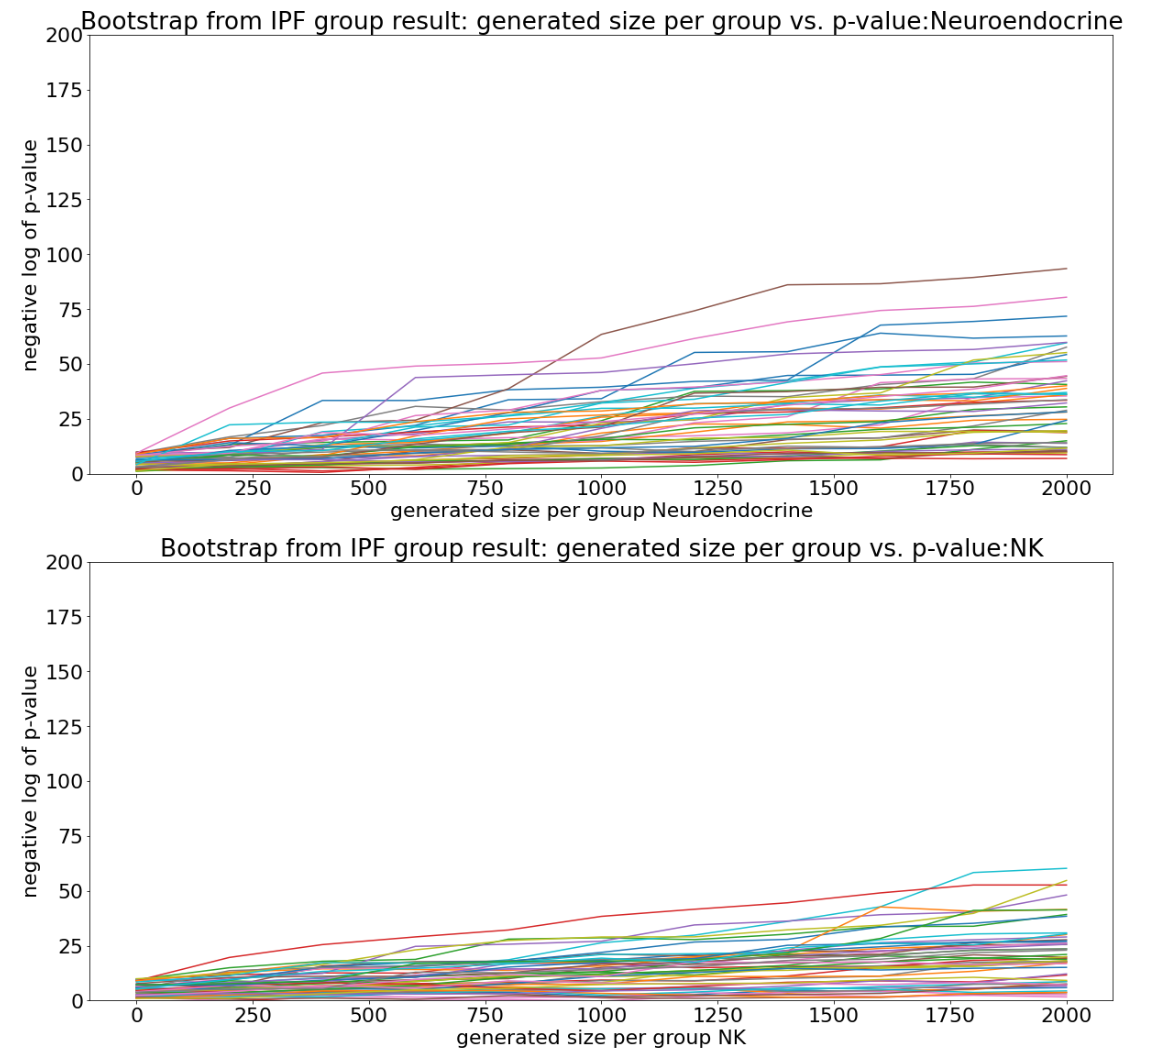 Bootstrap from IPF group result: generated size per group vs. p-value:Neuroendocrine
200
175
150
125
100
75
50
25
0
negative log of p-value
0 250 500 750 1000 1250 1500 1750 2000
generated size per group Neuroendocrine
Bootstrap from IPF group result: generated size per group vs. p-value:NK
200
175
150
125
100
75
50
25
0
negative log of p-value
0 250 500 750 1000 1250 1500 1750 2000
generated size per group NK